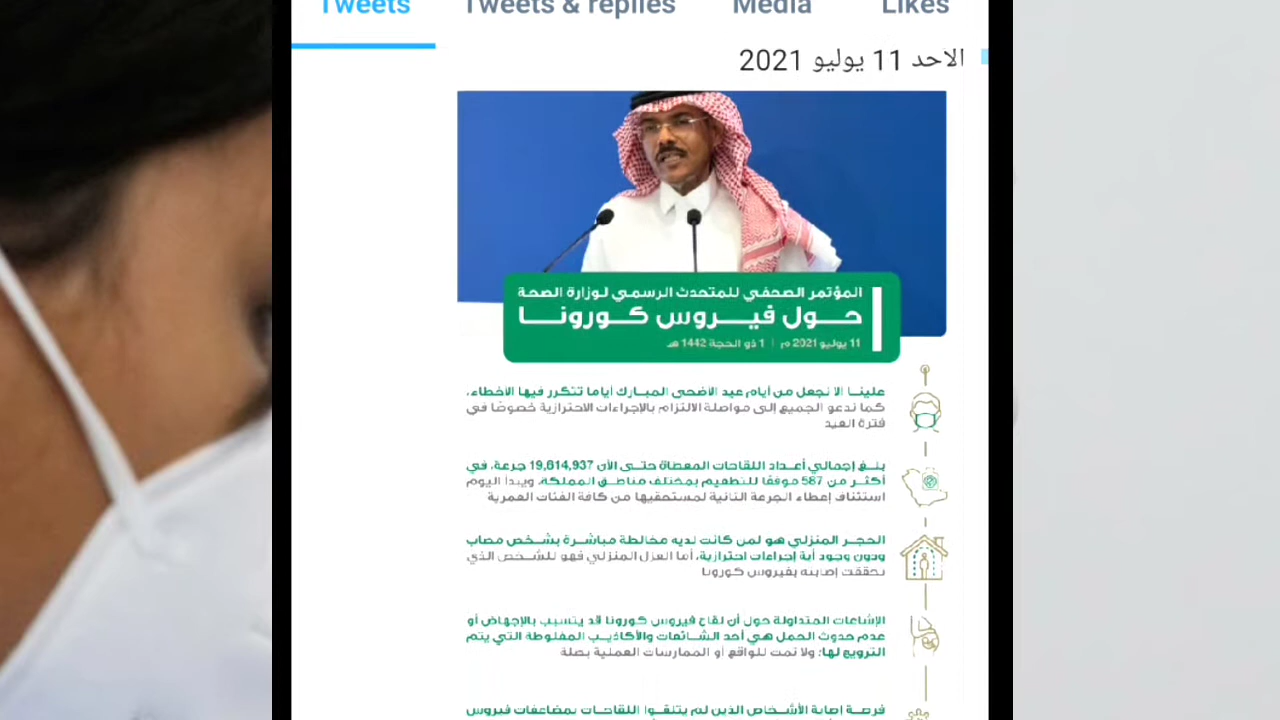 Tweets Tweets & replies Media Likes
الاحد 11 يوليو 2021
المؤتمر الصحفي للمتحدث الرسمي لوزارة الصحة
حول فيروس كورونا
11 يوليو 2021 م | 1 ذو الحجة 1442 هـ
علينا ألا نجعل من أيام عيد الأضحى المبارك أياما تتكرر فيها الأخطاء،
كما ندعو الجميع إلى مواصلة الالتزام بالإجراءات الاحترازية خصوصًا في
فترة العيد
بلغ إجمالي أعداد اللقاحات المعطاة حتى الآن 19,614,937 جرعة، في
أكثر من 587 موقعًا للتطعيم بمختلف مناطق المملكة، ويبدأ اليوم
استئناف إعطاء الجرعة الثانية لمستحقيها من كافة الفئات العمرية
الحجر المنزلي هو لمن كانت لديه مخالطة مباشرة بشخص مصاب
ودون وجود أية إجراءات احترازية، أما العزل المنزلي فهو للشخص الذي
تحققت إصابته بفيروس كورونا
الإشاعات المتداولة حول أن لقاح فيروس كورونا قد يتسبب بالإجهاض أو
عدم حدوث الحمل هي أحد الشائعات والأكاذيب المغلوطة التي يتم
الترويج لها؛ ولا تمت للواقع أو الممارسات العملية بصلة
فرصة إصابة الأشخاص الذين لم يتلقوا اللقاحات بمضاعفات فيروس